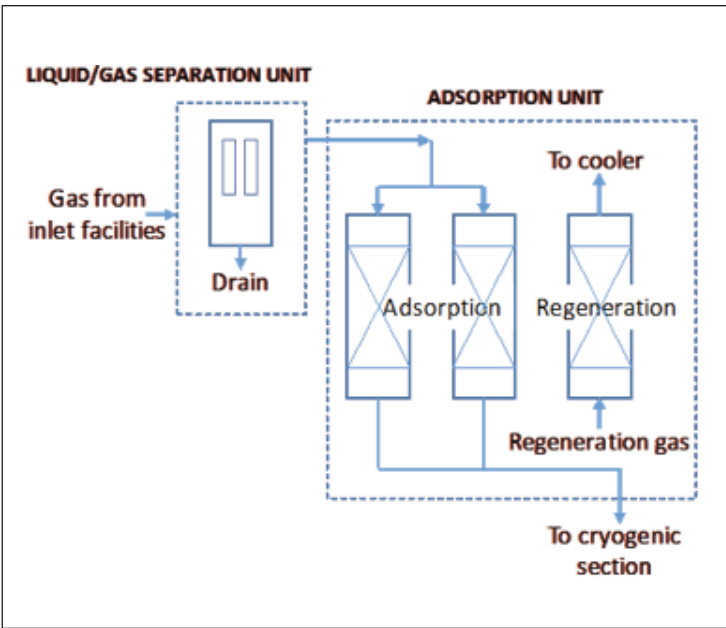 LIQUID/GAS SEPARATION UNIT
ADSORPTION UNIT
To cooler
Gas from
inlet facilities
Drain
Adsorption
Regeneration
Regeneration gas
To cryogenic
section